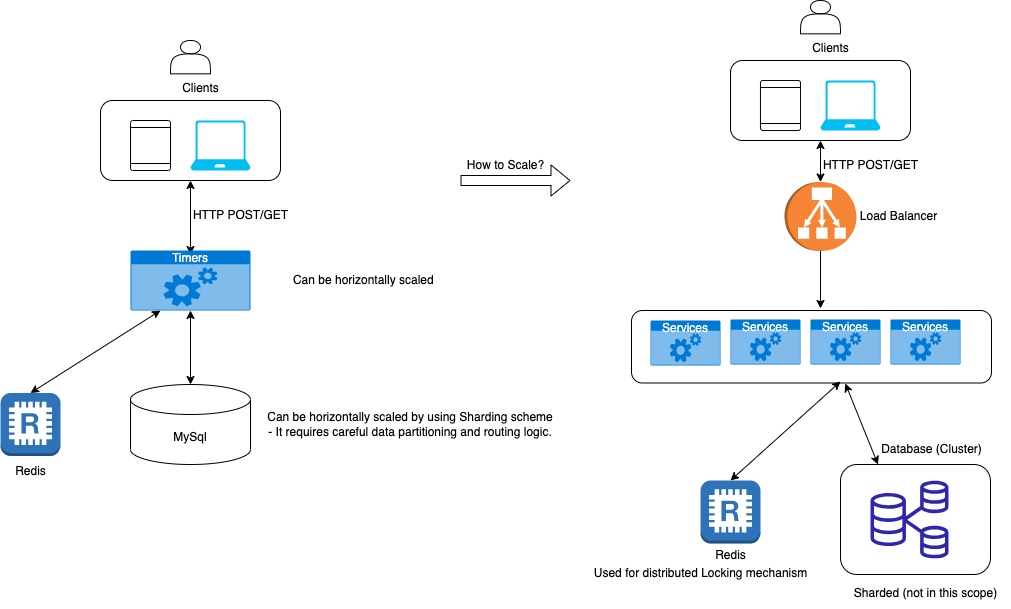 Clients
HTTP POST/GET
Timers
Can be horizontally scaled
R
Redis
MySql
Can be horizontally scaled by using Sharding scheme
- It requires careful data partitioning and routing logic.
How to Scale?
Clients
HTTP POST/GET
Load Balancer
Services
Services
Services
Services
R
Redis
Used for distributed Locking mechanism
Database (Cluster)
Sharded (not in this scope)